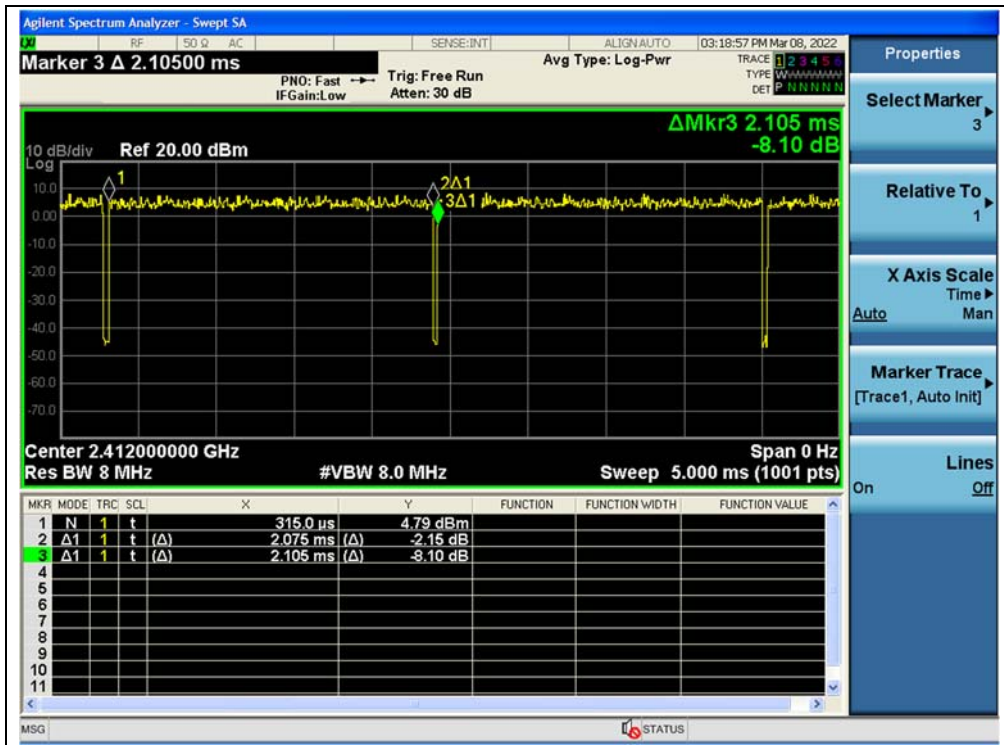 Agilent Spectrum Analyzer - Swept SA
LXI RF 50 Ω AC SENSE:INT ALIGNAUTO 03:18:57 PM Mar 08, 2022
Marker 3 Δ 2.10500 ms
PNO: Fast
IFGain:Low
Trig: Free Run
Atten: 30 dB
Avg Type: Log-Pwr
TRACE 1 2 3 4 5 6
TYPE W
DET P N N N N N
ΔMkr3 2.105 ms
-8.10 dB
10 dB/div Ref 20.00 dBm
Log
10.0
0.00
-10.0
-20.0
-30.0
-40.0
-50.0
-60.0
-70.0
1
2Δ1
3Δ1
Center 2.412000000 GHz Span 0 Hz
Res BW 8 MHz #VBW 8.0 MHz Sweep 5.000 ms (1001 pts)
MKR MODE TRC SCL X Y FUNCTION FUNCTION WIDTH FUNCTION VALUE
1 N 1 t 315.0 µs 4.79 dBm
2 Δ1 1 t (Δ) 2.075 ms (Δ) -2.15 dB
3 Δ1 1 t (Δ) 2.105 ms (Δ) -8.10 dB
4
5
6
7
8
9
10
11
MSG STATUS
Properties
Select Marker
3
Relative To
1
X Axis Scale
Time
Auto Man
Marker Trace
[Trace1, Auto Init]
Lines
On Off